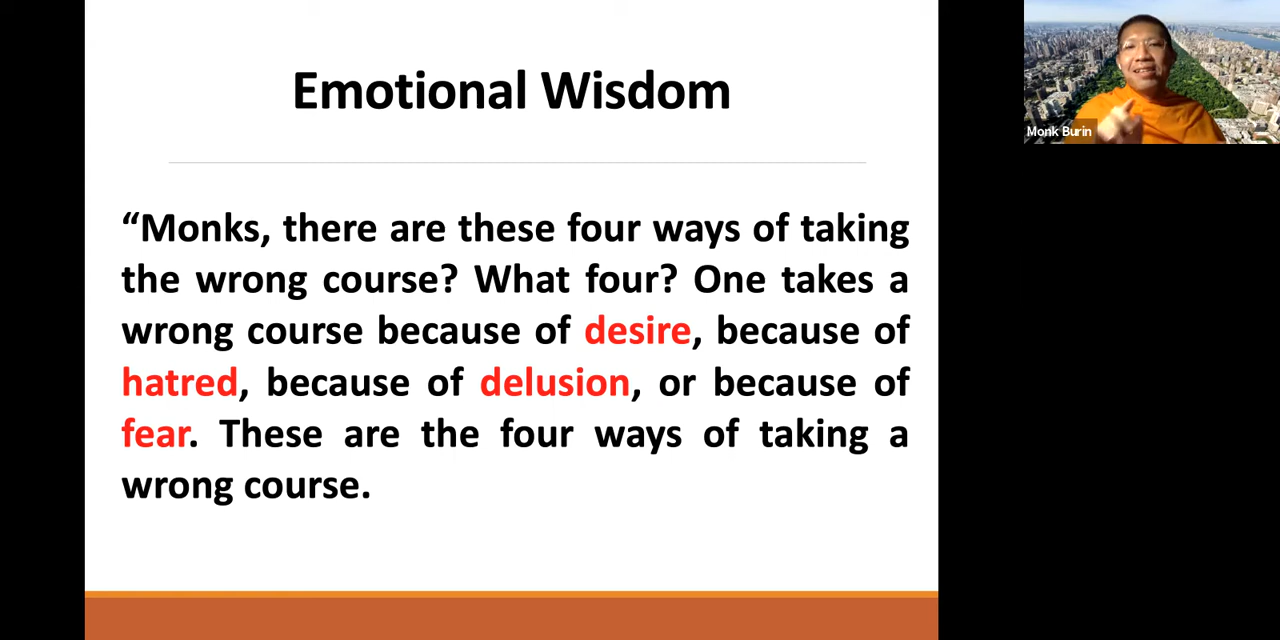 Emotional Wisdom
“Monks, there are these four ways of taking
the wrong course? What four? One takes a
wrong course because of desire, because of
hatred, because of delusion, or because of
fear. These are the four ways of taking a
wrong course.
Monk Burin